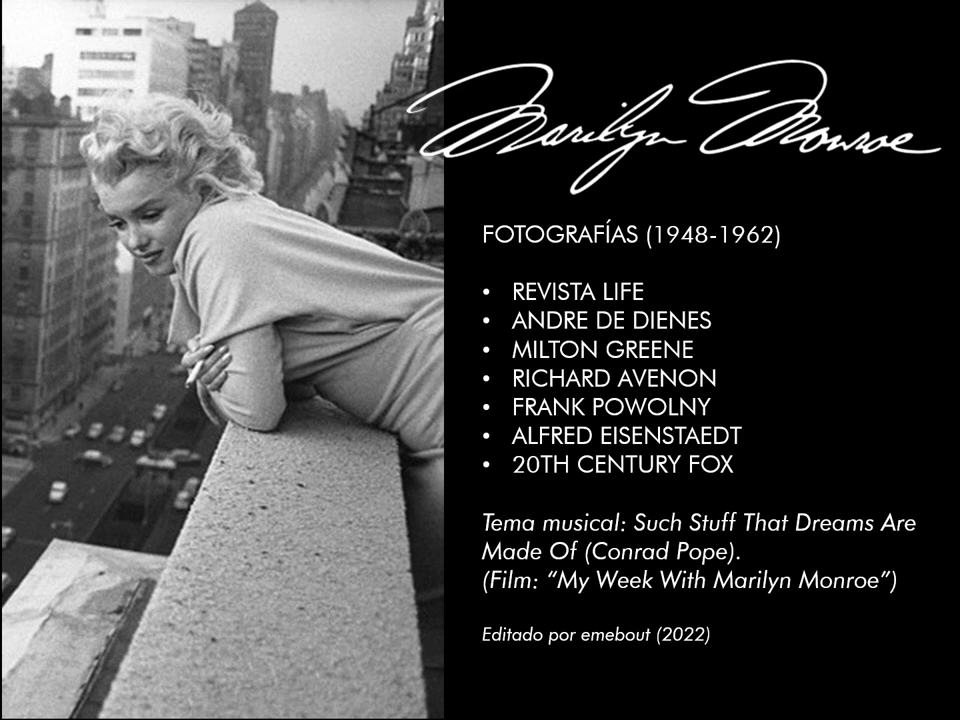 Marilyn Monroe
FOTOGRAFÍAS (1948-1962)
• REVISTA LIFE
• ANDRE DE DIENES
• MILTON GREENE
• RICHARD AVENON
• FRANK POWOLNY
• ALFRED EISENSTAEDT
• 20TH CENTURY FOX
Tema musical: Such Stuff That Dreams Are
Made Of (Conrad Pope).
(Film: “My Week With Marilyn Monroe”)
Editado por emebout (2022)